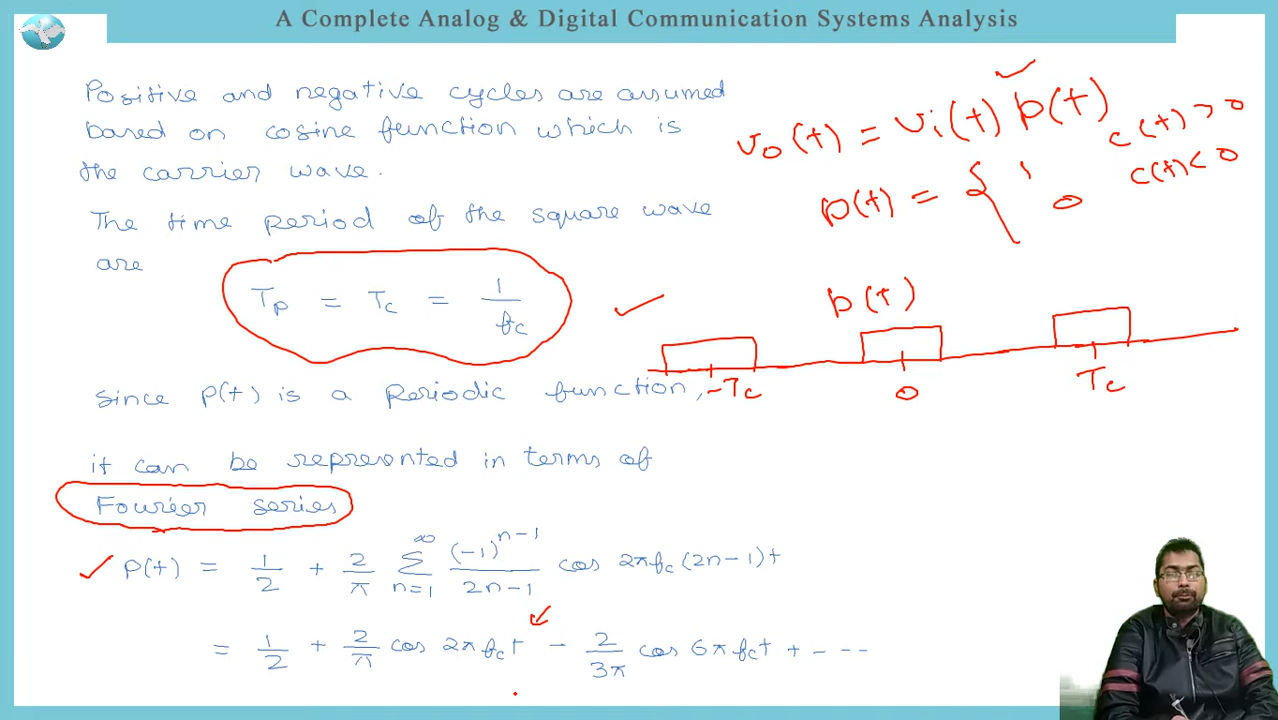 A Complete Analog & Digital Communication Systems Analysis
Positive and negative cycles are assumed
based on cosine function which is
the carrier wave.
The time period of the square wave
are
Tp = Tc = 1/fc
since p(t) is a periodic function,
it can be represented in terms of
Fourier series
P(t) = 1/2 + 2/π ∑_{n=1}^{∞} (-1)^{n-1}/(2n-1) cos 2πfc(2n-1)t
= 1/2 + 2/π cos 2πfct - 2/3π cos 6πfct + - - - -
vo(t) = vi(t) p(t)
p(t) = { 1 c(t) > 0
0 c(t) < 0
p(t)
-Tc 0 Tc